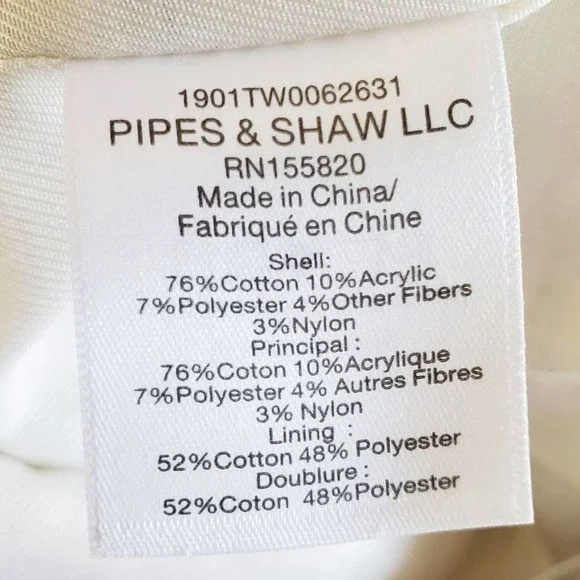 1901TW0062631
PIPES & SHAW LLC
RN155820
Made in China/
Fabriqué en Chine
Shell:
76%Cotton 10%Acrylic
7%Polyester 4%Other Fibers
3%Nylon
Principal :
76%Coton 10%Acrylique
7%Polyester 4% Autres Fibres
3% Nylon
Lining :
52%Cotton 48% Polyester
Doublure :
52%Coton 48%Polyester